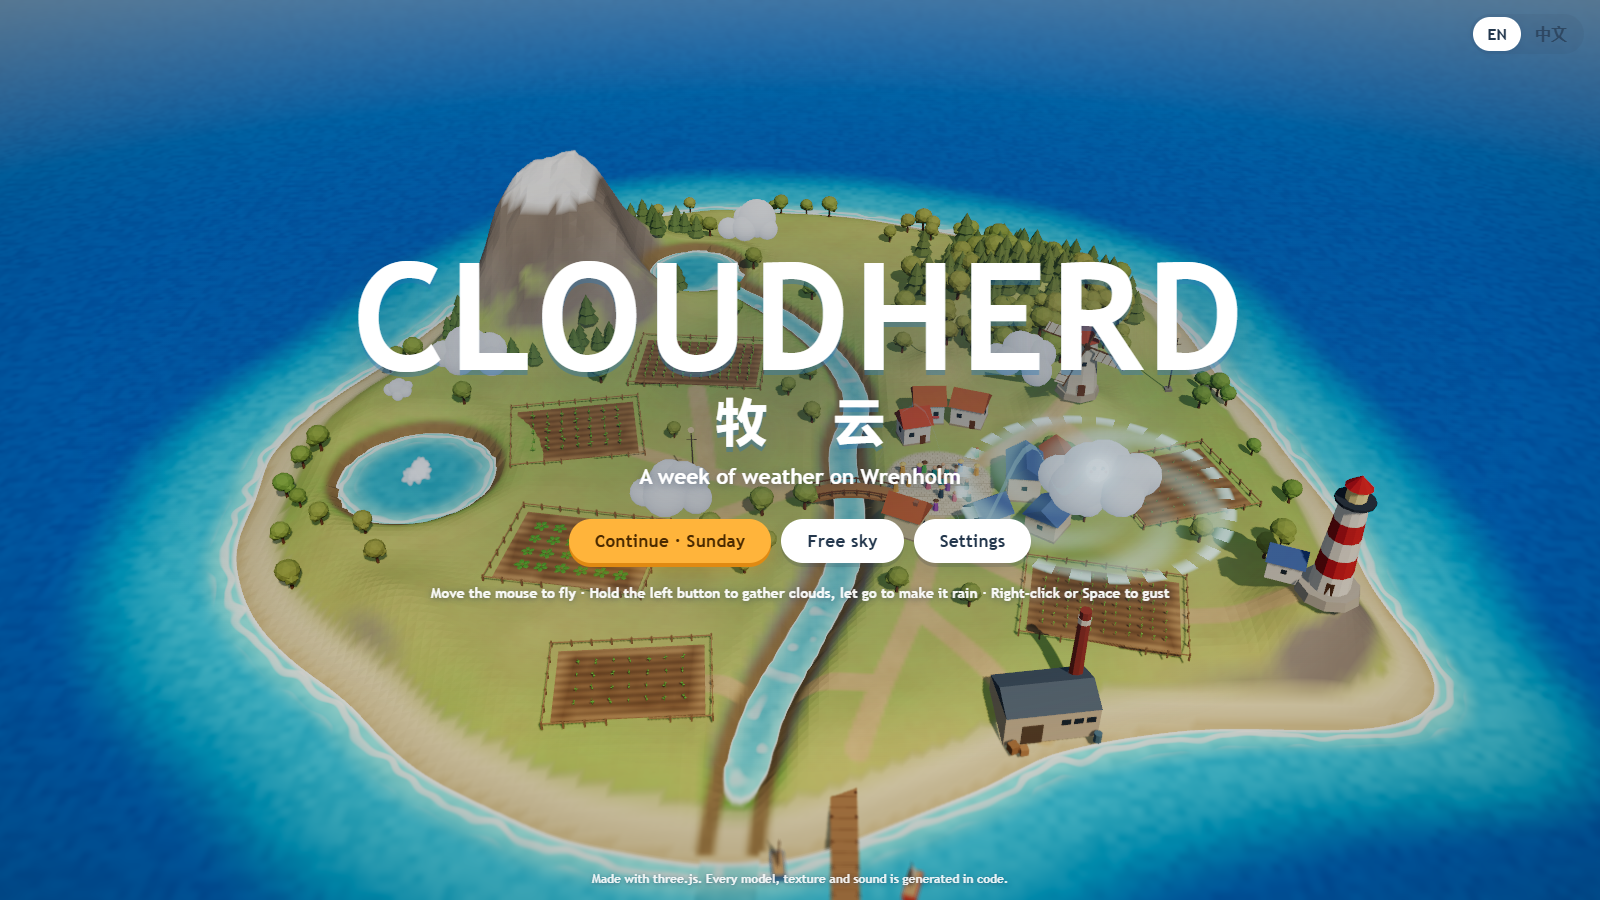 EN 中文
CLOUDHERD
牧云
A week of weather on Wrenholm
Continue · Sunday Free sky Settings
Move the mouse to fly · Hold the left button to gather clouds, let go to make it rain · Right-click or Space to gust
Made with three.js. Every model, texture and sound is generated in code.